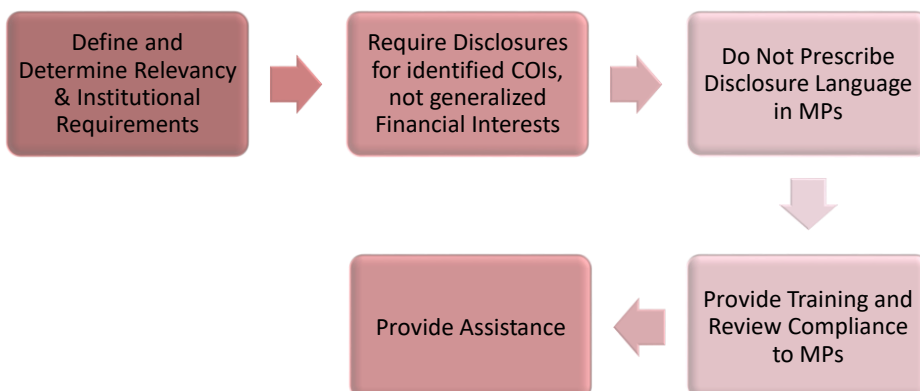 Define and
Determine Relevancy
& Institutional
Requirements
Require Disclosures
for identified COIs,
not generalized
Financial Interests
Do Not Prescribe
Disclosure Language
in MPs
Provide Training and
Review Compliance
to MPs
Provide Assistance